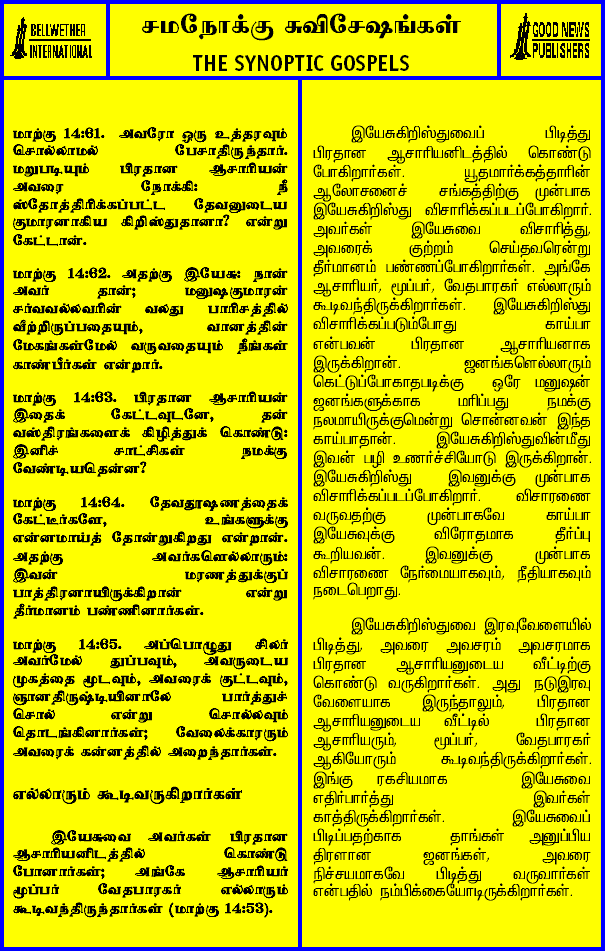 BELLWETHER
INTERNATIONAL
சமநோக்கு சுவிசேஷங்கள்
THE SYNOPTIC GOSPELS
GOOD NEWS
PUBLISHERS
மாற்கு 14:61. அவரோ ஒரு உத்தரவும்
சொல்லாமல் பேசாதிருந்தார்.
மறுபடியும் பிரதான ஆசாரியன்
அவரை நோக்கி: நீ
ஸ்தோத்திரிக்கப்பட்ட தேவனுடைய
குமாரனாகிய கிறிஸ்துதானா? என்று
கேட்டான்.
மாற்கு 14:62. அதற்கு இயேசு: நான்
அவர் தான்; மனுஷகுமாரன்
சர்வவல்லவரின் வலது பாரிசத்தில்
வீற்றிருப்பதையும், வானத்தின்
மேகங்கள்மேல் வருவதையும் நீங்கள்
காண்பீர்கள் என்றார்.
மாற்கு 14:63. பிரதான ஆசாரியன்
இதைக் கேட்டவுடனே, தன்
வஸ்திரங்களைக் கிழித்துக் கொண்டு:
இனிச் சாட்சிகள் நமக்கு
வேண்டியதென்ன?
மாற்கு 14:64. தேவதூஷணத்தைக்
கேட்டீர்களே, உங்களுக்கு
என்னமாய்த் தோன்றுகிறது என்றான்.
அதற்கு அவர்களெல்லாரும்:
இவன் மரணத்துக்குப்
பாத்திரனாயிருக்கிறான் என்று
தீர்மானம் பண்ணினார்கள்.
மாற்கு 14:65. அப்பொழுது சிலர்
அவர்மேல் துப்பவும், அவருடைய
முகத்தை மூடவும், அவரைக் குட்டவும்,
ஞானதிருஷ்டியினாலே பார்த்துச்
சொல் என்று சொல்லவும்
தொடங்கினார்கள்; வேலைக்காரரும்
அவரைக் கன்னத்தில் அறைந்தார்கள்.
எல்லாரும் கூடிவருகிறார்கள்
இயேசுவை அவர்கள் பிரதான
ஆசாரியனிடத்தில் கொண்டு
போனார்கள்; அங்கே ஆசாரியர்
மூப்பர் வேதபாரகர் எல்லாரும்
கூடிவந்திருந்தார்கள் (மாற்கு 14:53).
இயேசுகிறிஸ்துவைப் பிடித்து
பிரதான ஆசாரியனிடத்தில் கொண்டு
போகிறார்கள். யூதமார்க்கத்தாரின்
ஆலோசனைச் சங்கத்திற்கு முன்பாக
இயேசுகிறிஸ்து விசாரிக்கப்படப்போகிறார்.
அவர்கள் இயேசுவை விசாரித்து,
அவரைக் குற்றம் செய்தவரென்று
தீர்மானம் பண்ணப்போகிறார்கள். அங்கே
ஆசாரியர், மூப்பர், வேதபாரகர் எல்லாரும்
கூடிவந்திருக்கிறார்கள். இயேசுகிறிஸ்து
விசாரிக்கப்படும்போது காய்பா
என்பவன் பிரதான ஆசாரியனாக
இருக்கிறான். ஜனங்களெல்லாரும்
கெட்டுப்போகாதபடிக்கு ஒரே மனுஷன்
ஜனங்களுக்காக மரிப்பது நமக்கு
நலமாயிருக்குமென்று சொன்னவன் இந்த
காய்பாதான். இயேசுகிறிஸ்துவின்மீது
இவன் பழி உணர்ச்சியோடு இருக்கிறான்.
இயேசுகிறிஸ்து இவனுக்கு முன்பாக
விசாரிக்கப்படப்போகிறார். விசாரணை
வருவதற்கு முன்பாகவே காய்பா
இயேசுவுக்கு விரோதமாக தீர்ப்பு
கூறியவன். இவனுக்கு முன்பாக
விசாரணை நேர்மையாகவும், நீதியாகவும்
நடைபெறாது.
இயேசுகிறிஸ்துவை இரவுவேளையில்
பிடித்து, அவரை அவசரம் அவசரமாக
பிரதான ஆசாரியனுடைய வீட்டிற்கு
கொண்டு வருகிறார்கள். அது நடுஇரவு
வேளையாக இருந்தாலும், பிரதான
ஆசாரியனுடைய வீட்டில் பிரதான
ஆசாரியரும், மூப்பர், வேதபாரகர்
ஆகியோரும் கூடிவந்திருக்கிறார்கள்.
இங்கு ரகசியமாக இயேசுவை
எதிர்பார்த்து இவர்கள்
காத்திருக்கிறார்கள். இயேசுவைப்
பிடிப்பதற்காக தாங்கள் அனுப்பிய
திரளான ஜனங்கள், அவரை
நிச்சயமாகவே பிடித்து வருவார்கள்
என்பதில் நம்பிக்கையோடிருக்கிறார்கள்.